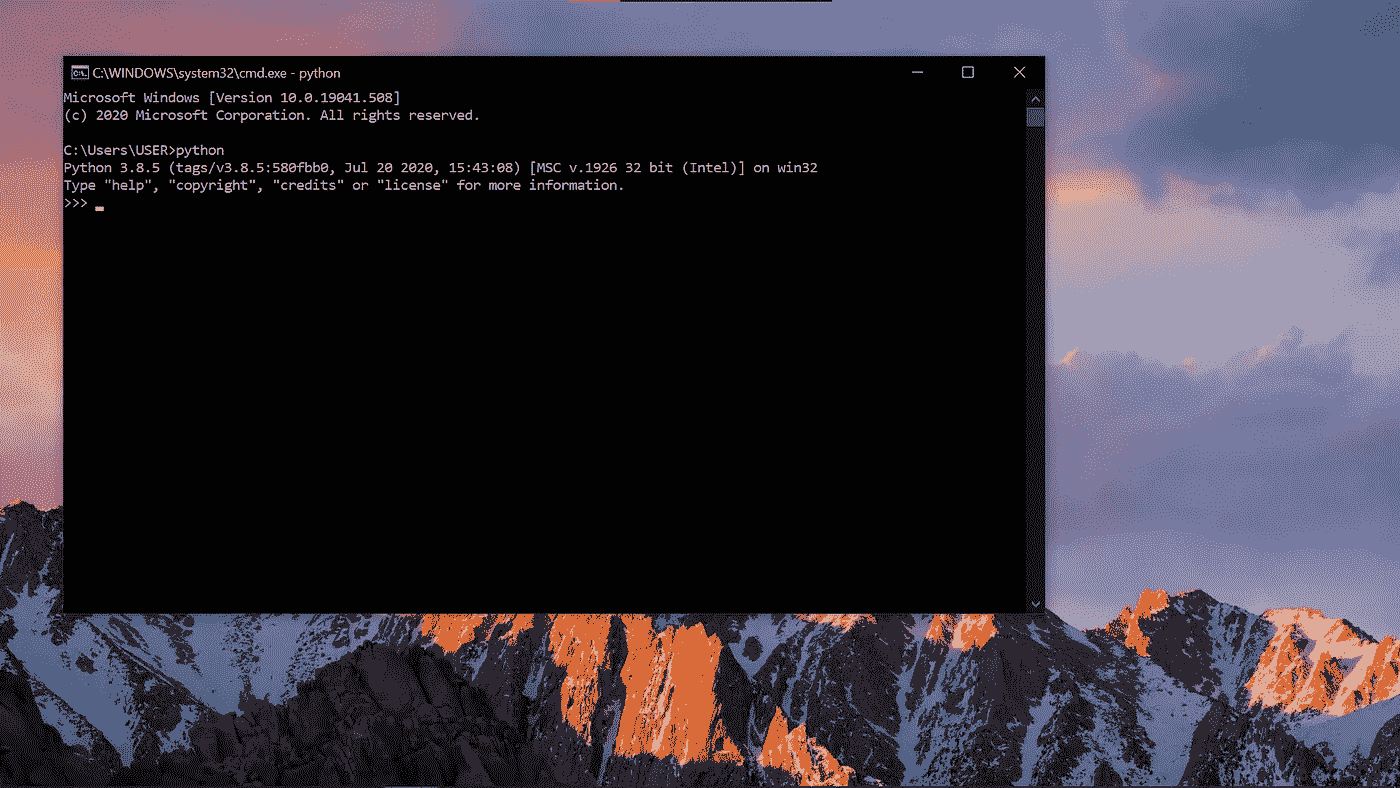 C:\WINDOWS\system32\cmd.exe - python
Microsoft Windows [Version 10.0.19041.508]
(c) 2020 Microsoft Corporation. All rights reserved.
C:\Users\USER>python
Python 3.8.5 (tags/v3.8.5:580fbb0, Jul 20 2020, 15:43:08) [MSC v.1926 32 bit (Intel)] on win32
Type "help", "copyright", "credits" or "license" for more information.
>>> _